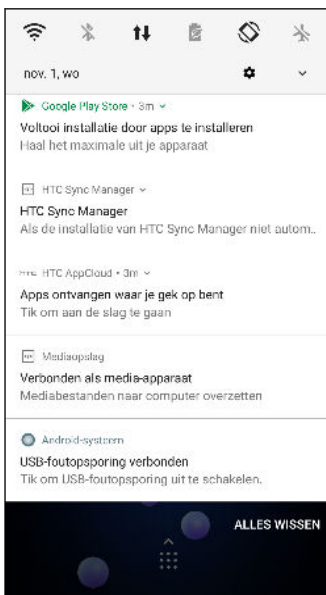 nov. 1, wo
Google Play Store • 3m
Voltooi installatie door apps te installeren
Haal het maximale uit je apparaat
HTC Sync Manager
HTC Sync Manager
Als de installatie van HTC Sync Manager niet autom..
HTC AppCloud • 3m
Apps ontvangen waar je gek op bent
Tik om aan de slag te gaan
Mediaopslag
Verbonden als media-apparaat
Mediabestanden naar computer overzetten
Android-systeem
USB-foutopsporing verbonden
Tik om USB-foutopsporing uit te schakelen.
ALLES WISSEN